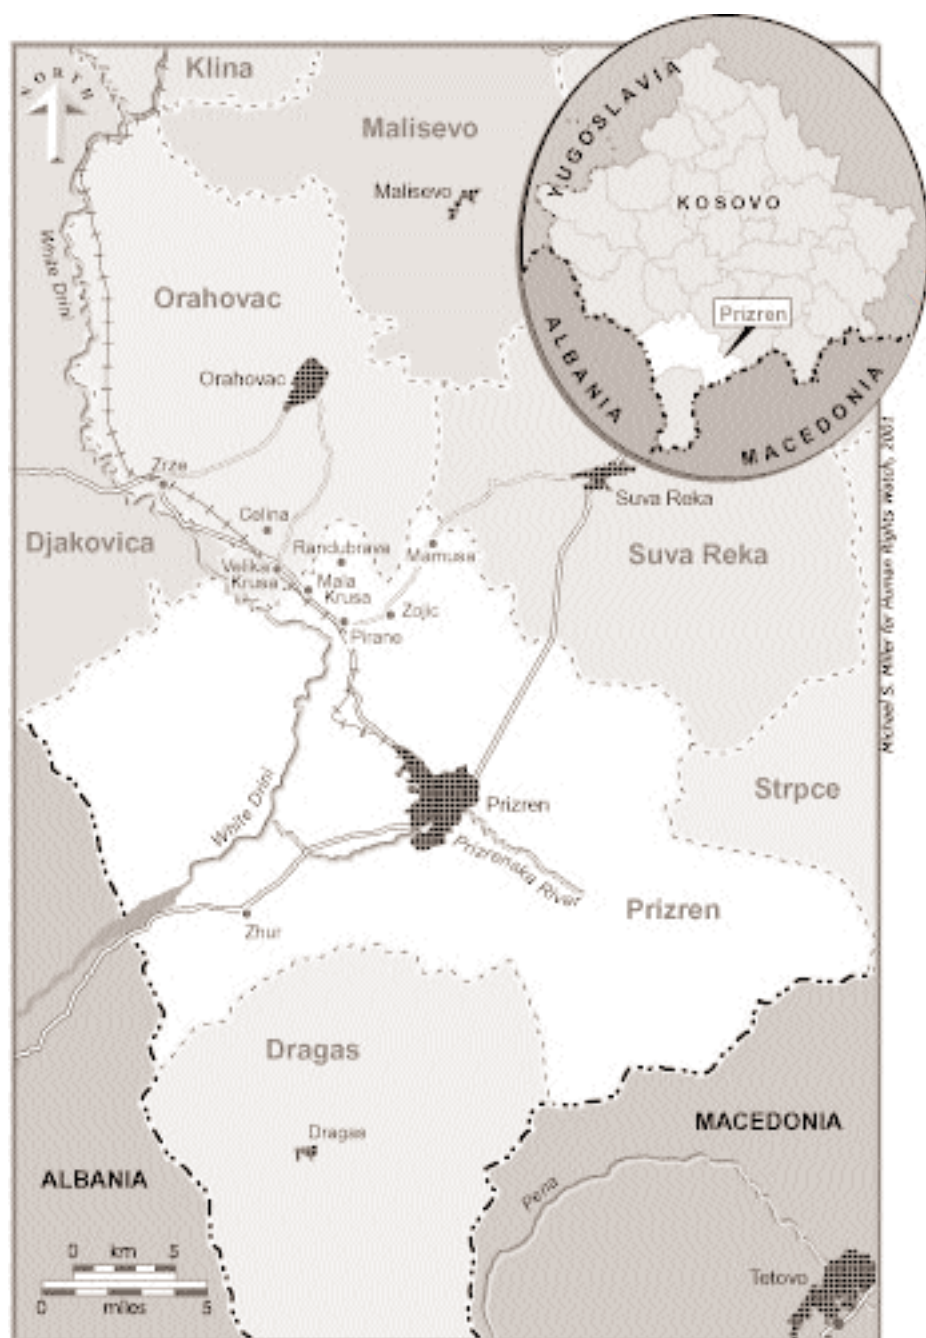 NORTH
Klina
Malisevo
Malisevo
YUGOSLAVIA
KOSOVO
Prizren
ALBANIA
MACEDONIA
White Drini
Orahovac
Orahovac
Zrze
Suva Reka
Celina
Djakovica
Randubrava
Mamusa
Suva Reka
Velika
Krusa
Mala
Krusa
Zojic
Pirane
Michael S. Miller for Human Rights Watch, 2001
White Drini
Prizren
Strpce
Prizrenska River
Prizren
Zhur
Dragas
Dragas
MACEDONIA
ALBANIA
Pena
0 km 5
Tetovo
0 miles 5